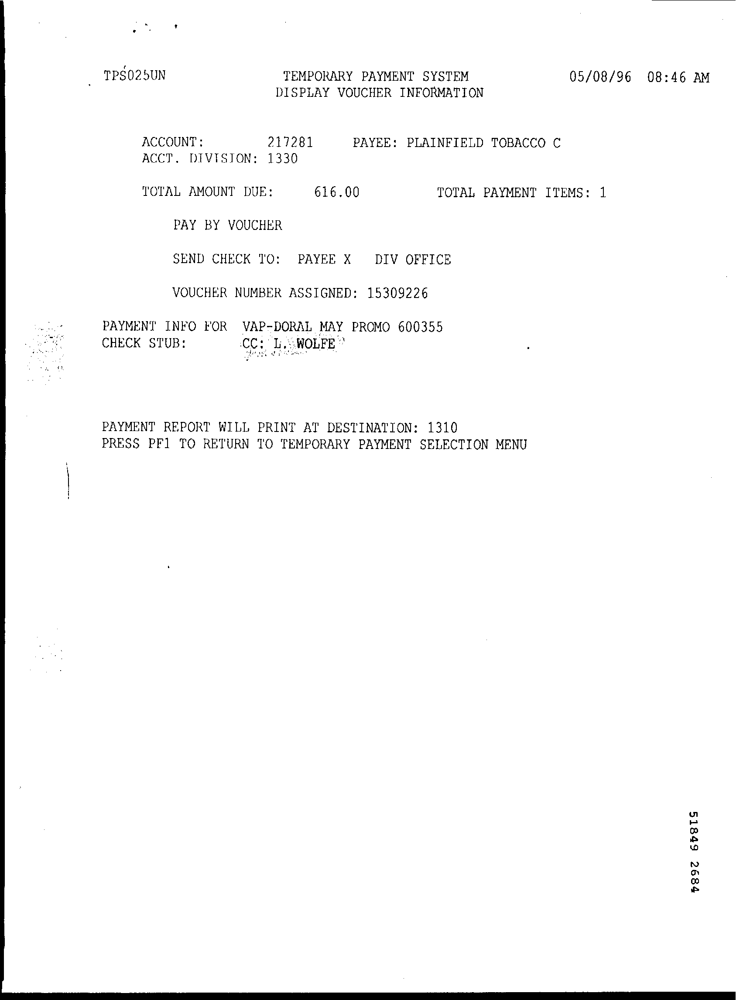 TPS025UN TEMPORARY PAYMENT SYSTEM 05/08/96 08:46 AM
DISPLAY VOUCHER INFORMATION
ACCOUNT: 217281 PAYEE: PLAINFIELD TOBACCO C
ACCT. DIVISION: 1330
TOTAL AMOUNT DUE: 616.00 TOTAL PAYMENT ITEMS: 1
PAY BY VOUCHER
SEND CHECK TO: PAYEE X DIV OFFICE
VOUCHER NUMBER ASSIGNED: 15309226
PAYMENT INFO FOR VAP-DORAL MAY PROMO 600355
CHECK STUB: CC: L. WOLFE
PAYMENT REPORT WILL PRINT AT DESTINATION: 1310
PRESS PF1 TO RETURN TO TEMPORARY PAYMENT SELECTION MENU
51849 2684